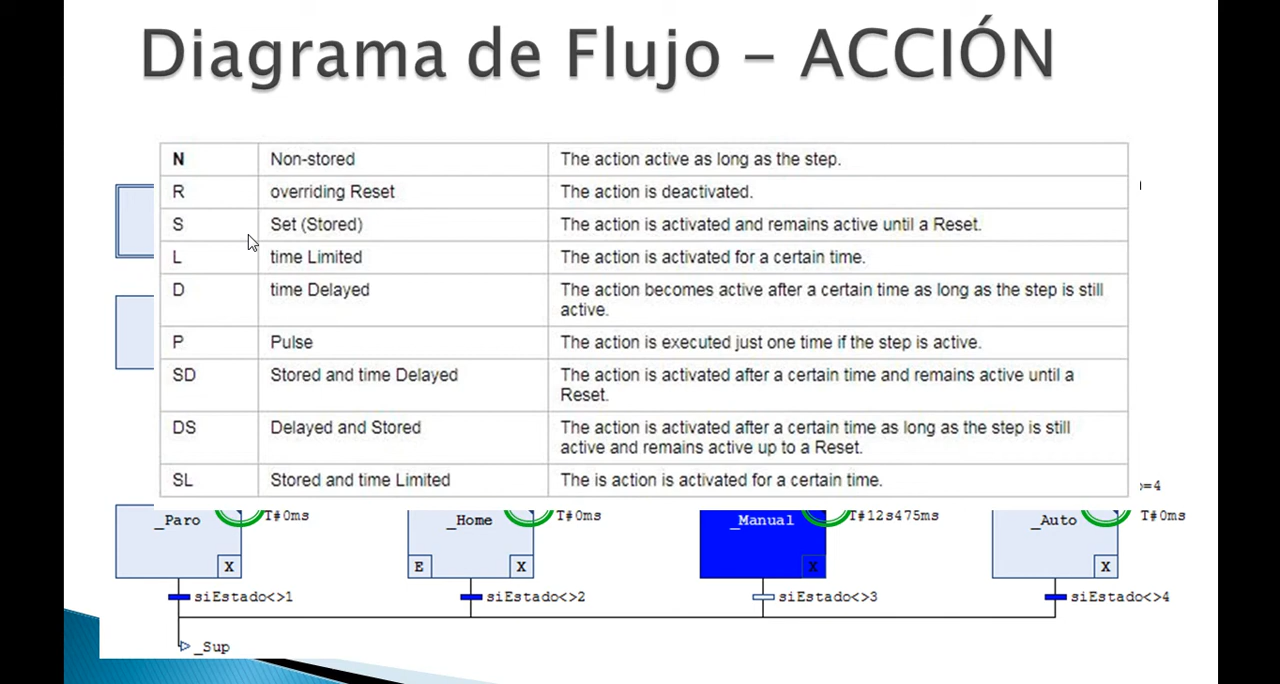 Diagrama de Flujo – ACCIÓN
N Non-stored The action active as long as the step.
R overriding Reset The action is deactivated.
S Set (Stored) The action is activated and remains active until a Reset.
L time Limited The action is activated for a certain time.
D time Delayed The action becomes active after a certain time as long as the step is still
active.
P Pulse The action is executed just one time if the step is active.
SD Stored and time Delayed The action is activated after a certain time and remains active until a
Reset.
DS Delayed and Stored The action is activated after a certain time as long as the step is still
active and remains active up to a Reset.
SL Stored and time Limited The is action is activated for a certain time.
=4
_Paro T#0ms _Home T#0ms _Manual T#12s475ms _Auto T#0ms
X E X X X
siEstado<>1 siEstado<>2 siEstado<>3 siEstado<>4
_Sup